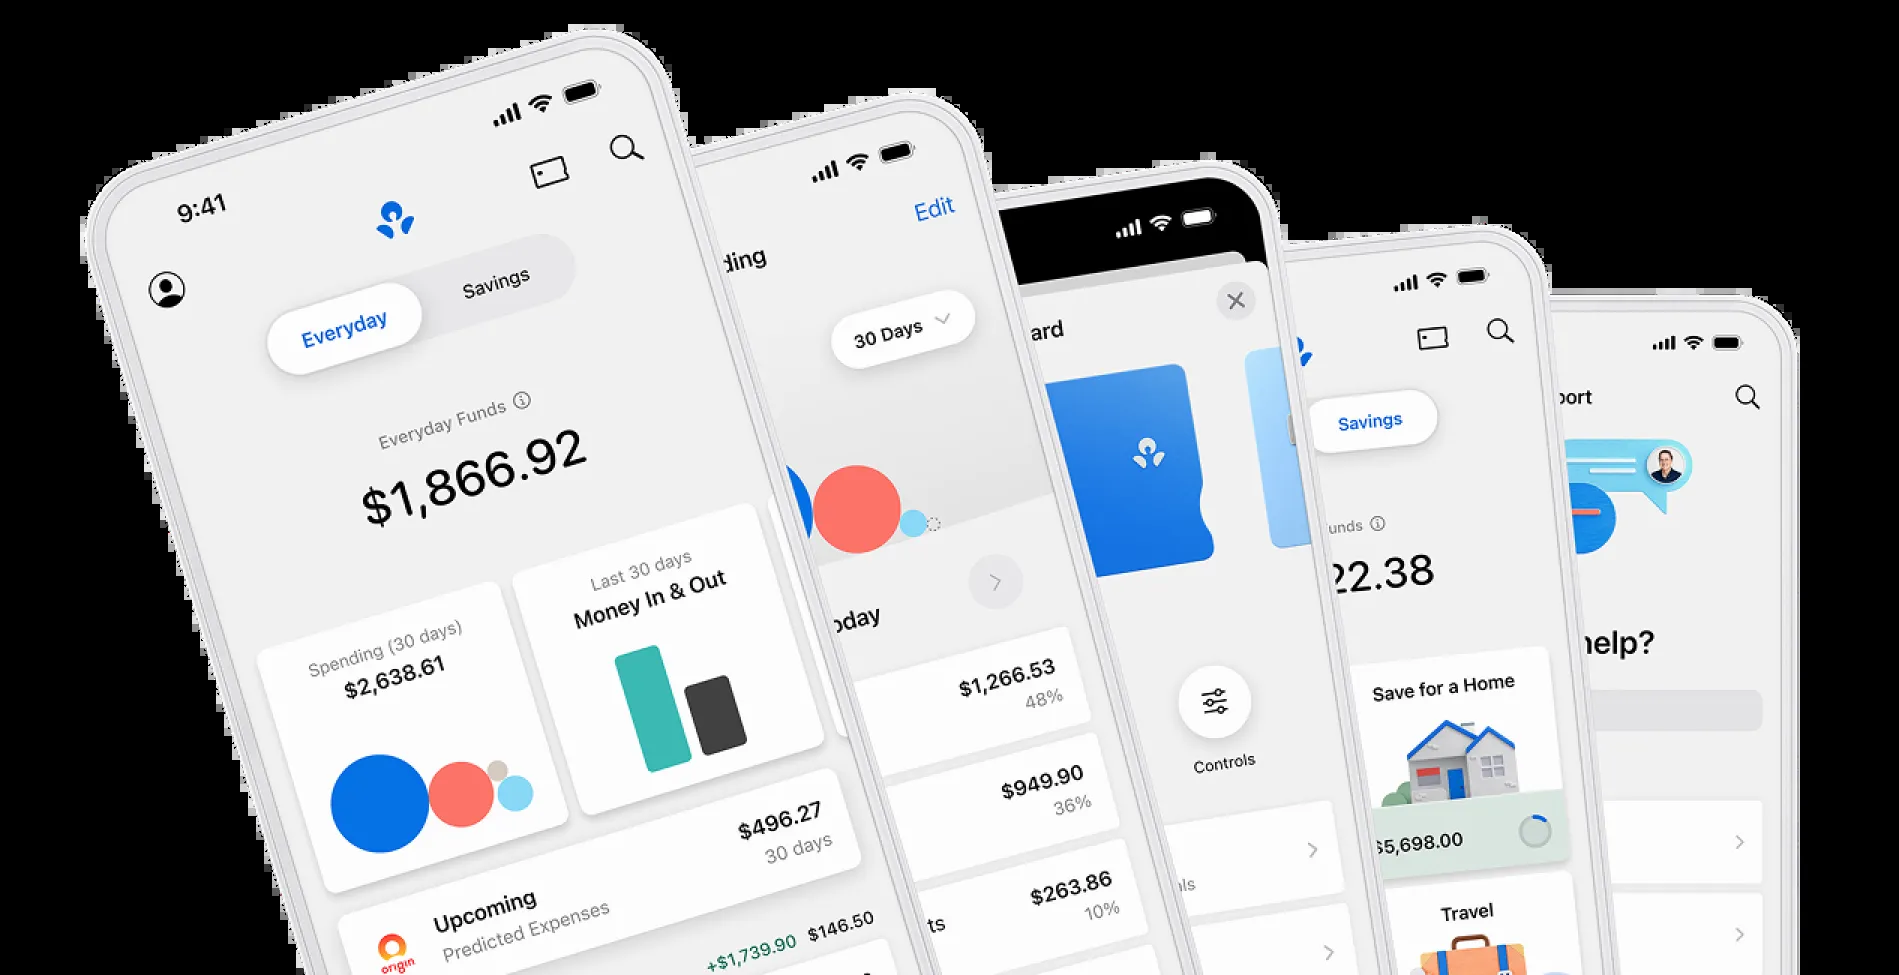 9:41
Everyday
Savings
Everyday Funds
$1,866.92
Spending (30 days)
$2,638.61
Last 30 days
Money In & Out
Upcoming
Predicted Expenses
$496.27
30 days
origin
+$1,739.90 $146.50
Edit
ding
30 Days
oday
$1,266.53
48%
$949.90
36%
$263.86
10%
ts
ard
Controls
ls
Savings
unds
22.38
Save for a Home
$5,698.00
Travel
port
help?